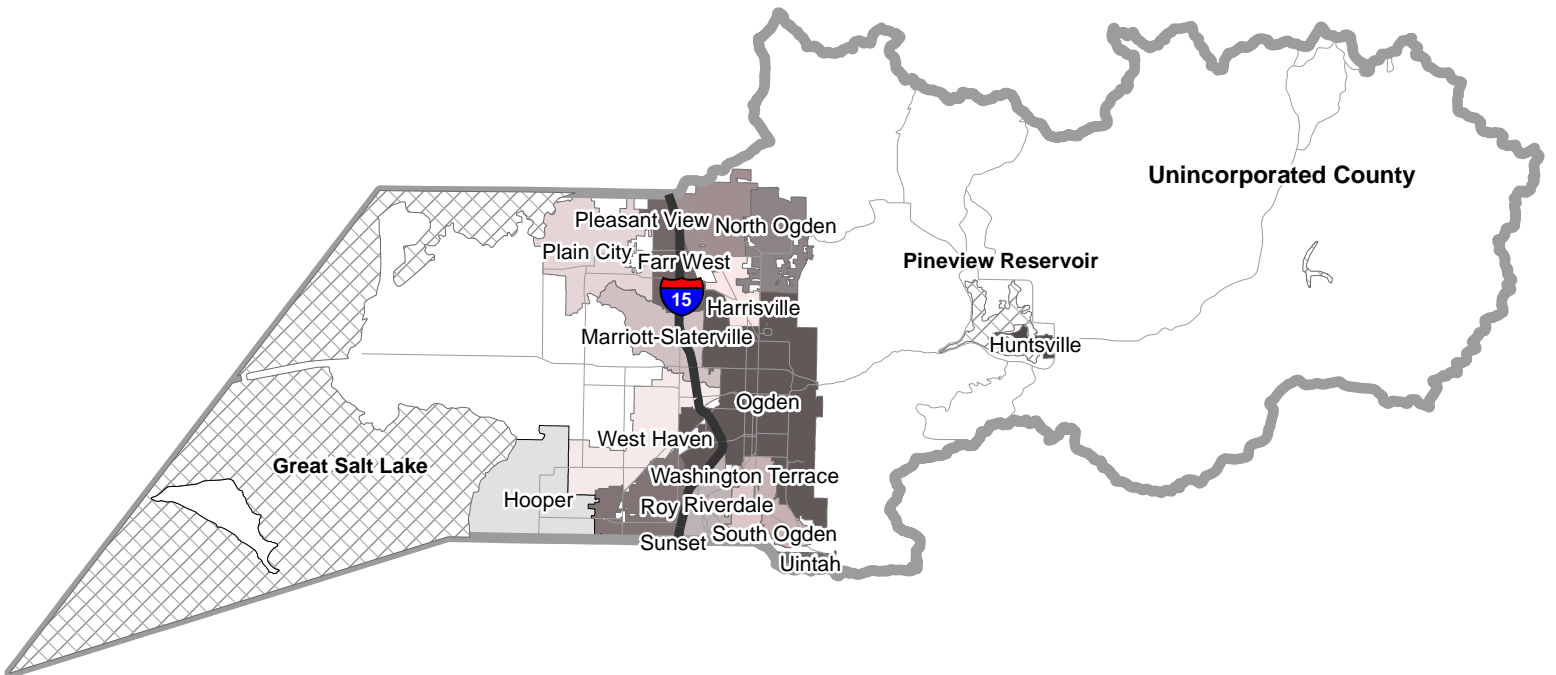 Unincorporated County
Pleasant View
North Ogden
Plain City
Farr West
Pineview Reservoir
15
Harrisville
Marriott-Slaterville
Huntsville
Ogden
West Haven
Great Salt Lake
Washington Terrace
Hooper
Roy
Riverdale
South Ogden
Sunset
Uintah